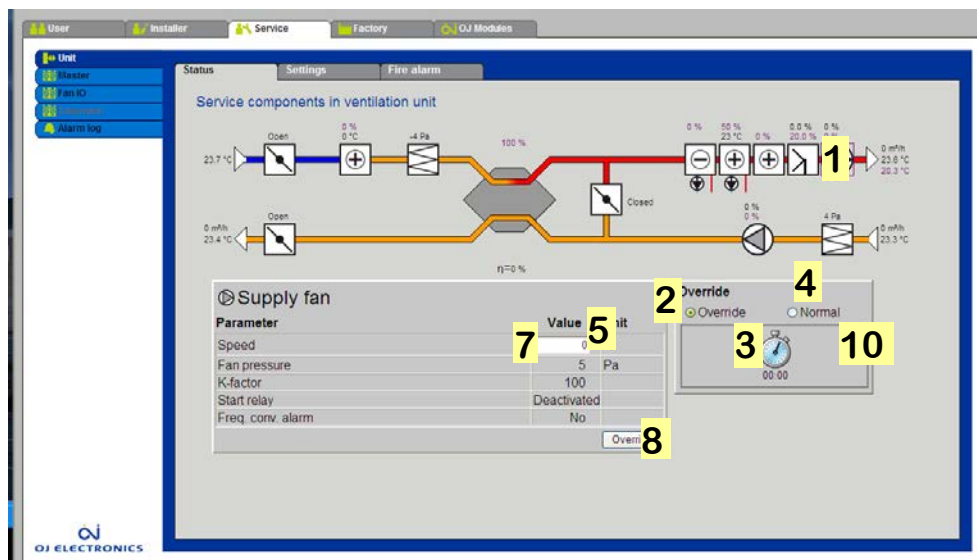 User Installer Service Factory OJ Modules
Unit
Master
Fan IO
Alarm log
Status Settings Fire alarm
Service components in ventilation unit
Open
0 %
0 °C
-4 Pa
100 %
0 %
50 %
23 °C
0 %
0.0 %
20.0 %
0 %
1
23.7 °C
0 m³/h
23.6 °C
20.3 °C
Closed
Open
0 m³/h
23.4 °C
0 %
0 %
4 Pa
0 m³/h
23.3 °C
η=0 %
Supply fan
Parameter Value
Speed 0
Fan pressure 5 Pa
K-factor 100
Start relay Deactivated
Freq. conv. alarm No
7 5
8
Override
2 4
Override Normal
3 10
00:00
OJ ELECTRONICS